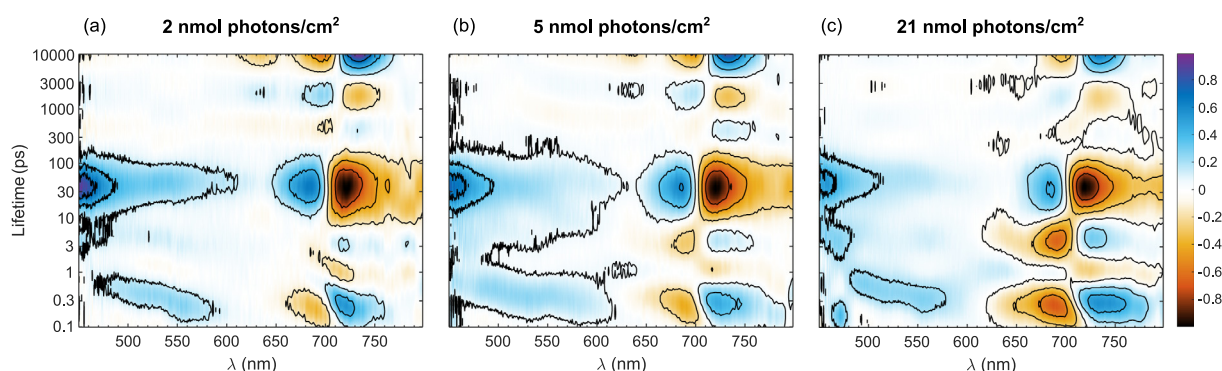 (a) 2 nmol photons/cm²
(b) 5 nmol photons/cm²
(c) 21 nmol photons/cm²
Lifetime (ps)
10000
3000
1000
300
100
30
10
3
1
0.3
0.1
500 550 600 650 700 750
λ (nm)
500 550 600 650 700 750
λ (nm)
500 550 600 650 700 750
λ (nm)
0.8
0.6
0.4
0.2
0
-0.2
-0.4
-0.6
-0.8